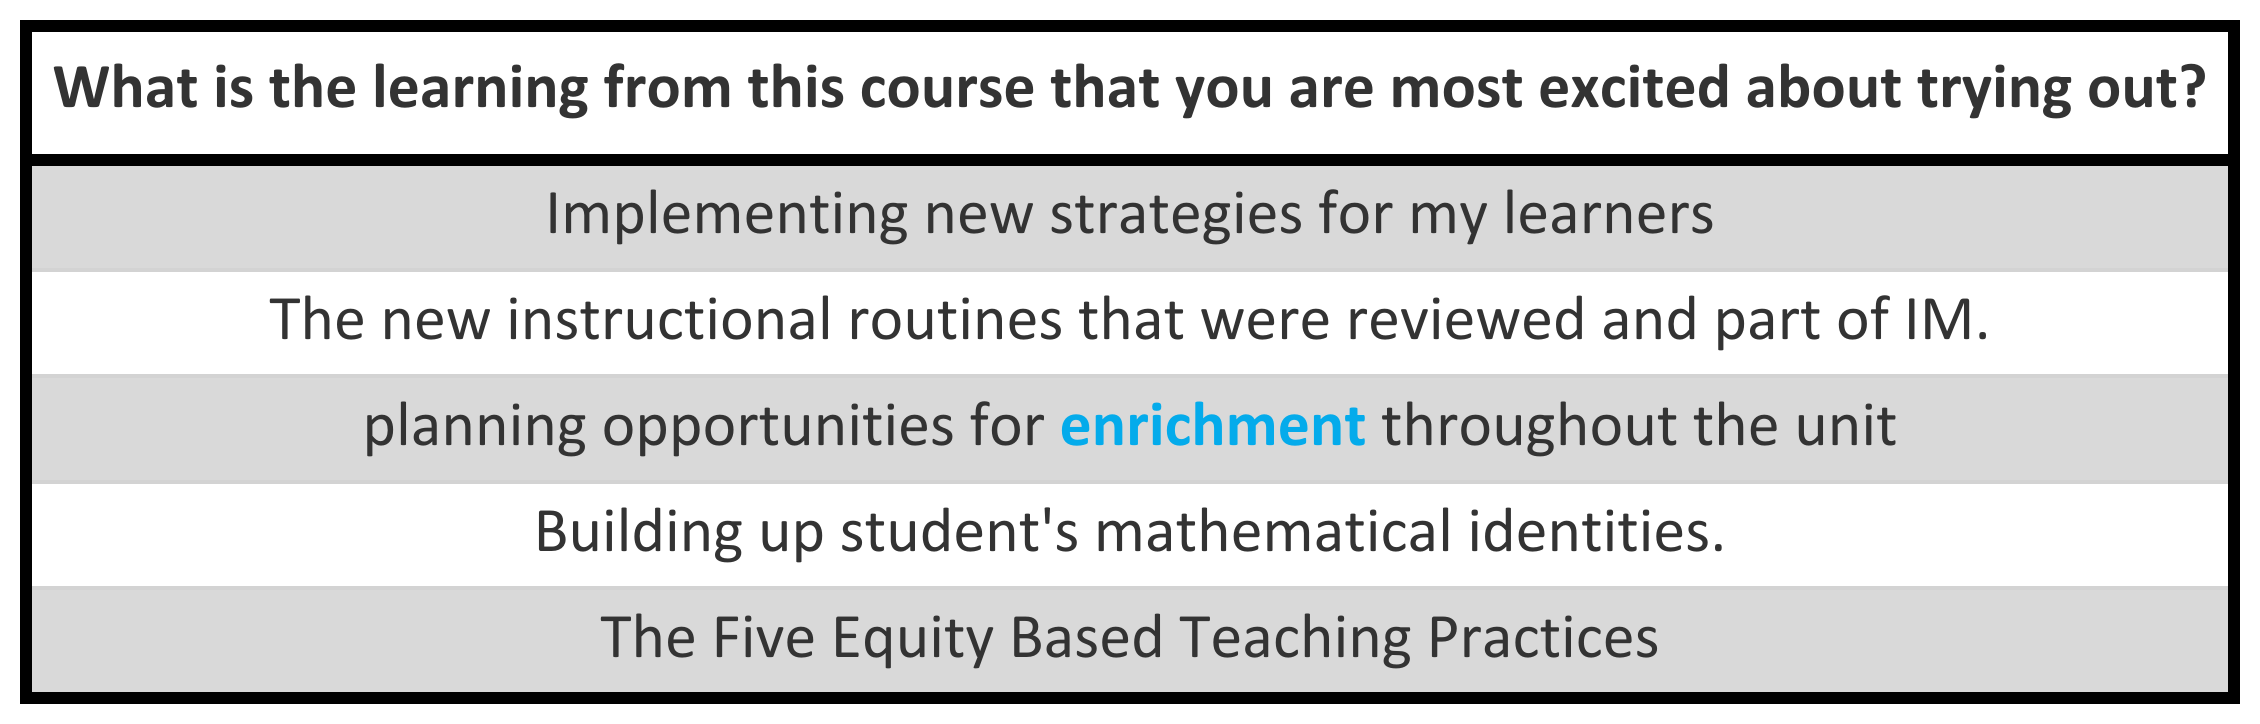 What is the learning from this course that you are most excited about trying out?
Implementing new strategies for my learners
The new instructional routines that were reviewed and part of IM.
planning opportunities for enrichment throughout the unit
Building up student's mathematical identities.
The Five Equity Based Teaching Practices